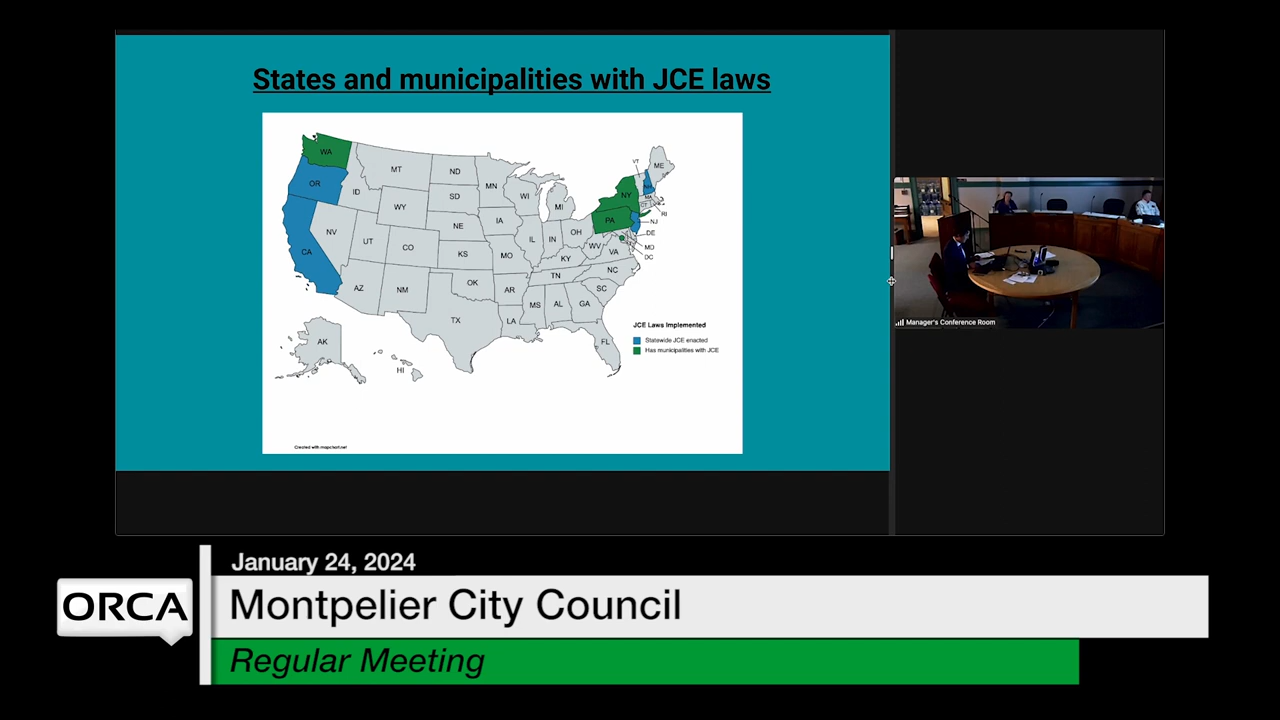 States and municipalities with JCE laws
WA
MT
ND
MN
VT
ME
OR
ID
SD
WI
MI
NY
NH
MA
CT
RI
WY
IA
PA
NJ
NV
NE
IL
IN
OH
DE
UT
CO
WV
VA
MD
CA
KS
MO
KY
DC
NC
AZ
NM
OK
TN
AR
SC
MS
AL
GA
TX
LA
JCE Laws Implemented
AK
FL
Statewide JCE enacted
Has municipalities with JCE
HI
Created with mapchart.net
Manager's Conference Room
January 24, 2024
ORCA
Montpelier City Council
Regular Meeting